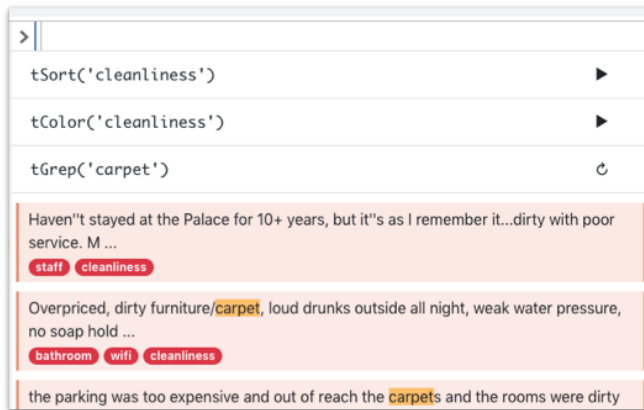 >
tSort('cleanliness')
tColor('cleanliness')
tGrep('carpet')
Haven''t stayed at the Palace for 10+ years, but it''s as I remember it...dirty with poor
service. M ...
staff cleanliness
Overpriced, dirty furniture/carpet, loud drunks outside all night, weak water pressure,
no soap hold ...
bathroom wifi cleanliness
the parking was too expensive and out of reach the carpets and the rooms were dirty